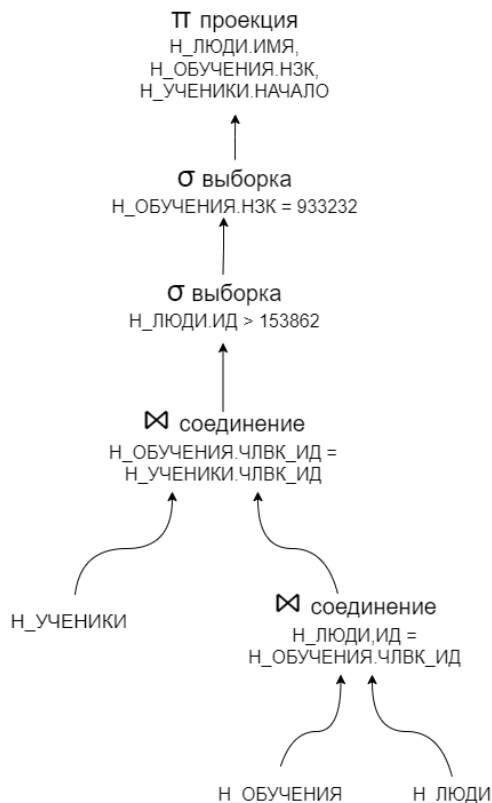 π проекция
Н_ЛЮДИ.ИМЯ,
Н_ОБУЧЕНИЯ.НЗК,
Н_УЧЕНИКИ.НАЧАЛО
σ выборка
Н_ОБУЧЕНИЯ.НЗК = 933232
σ выборка
Н_ЛЮДИ.ИД > 153862
⋈ соединение
Н_ОБУЧЕНИЯ.ЧЛВК_ИД =
Н_УЧЕНИКИ.ЧЛВК_ИД
Н_УЧЕНИКИ
⋈ соединение
Н_ЛЮДИ,ИД =
Н_ОБУЧЕНИЯ.ЧЛВК_ИД
Н_ОБУЧЕНИЯ
Н_ЛЮДИ